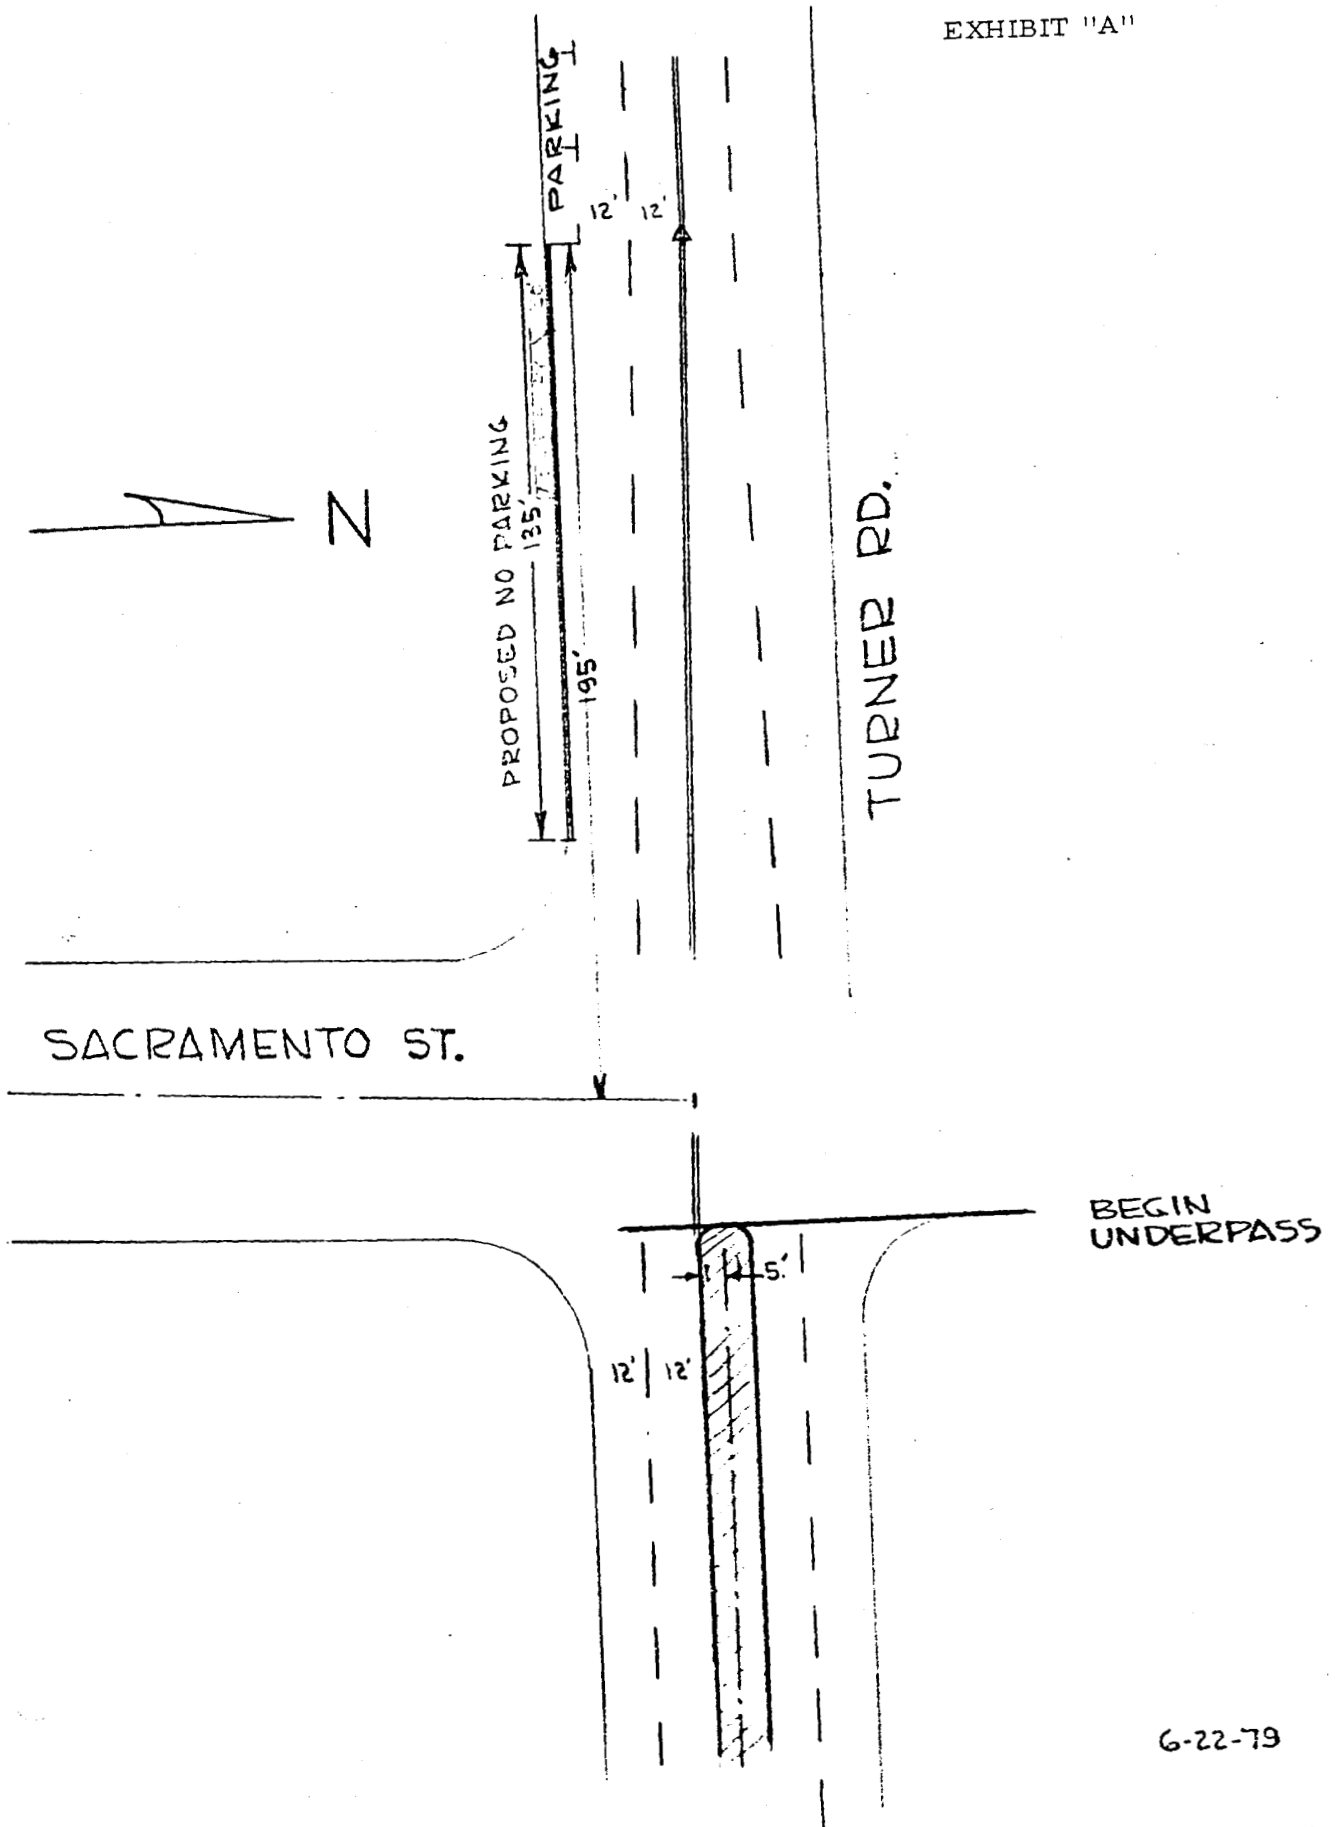 EXHIBIT "A"
PARKING
12' 12'
PROPOSED NO PARKING
135'
195'
N
TURNER RD.
SACRAMENTO ST.
BEGIN
UNDERPASS
5'
12' 12'
6-22-79